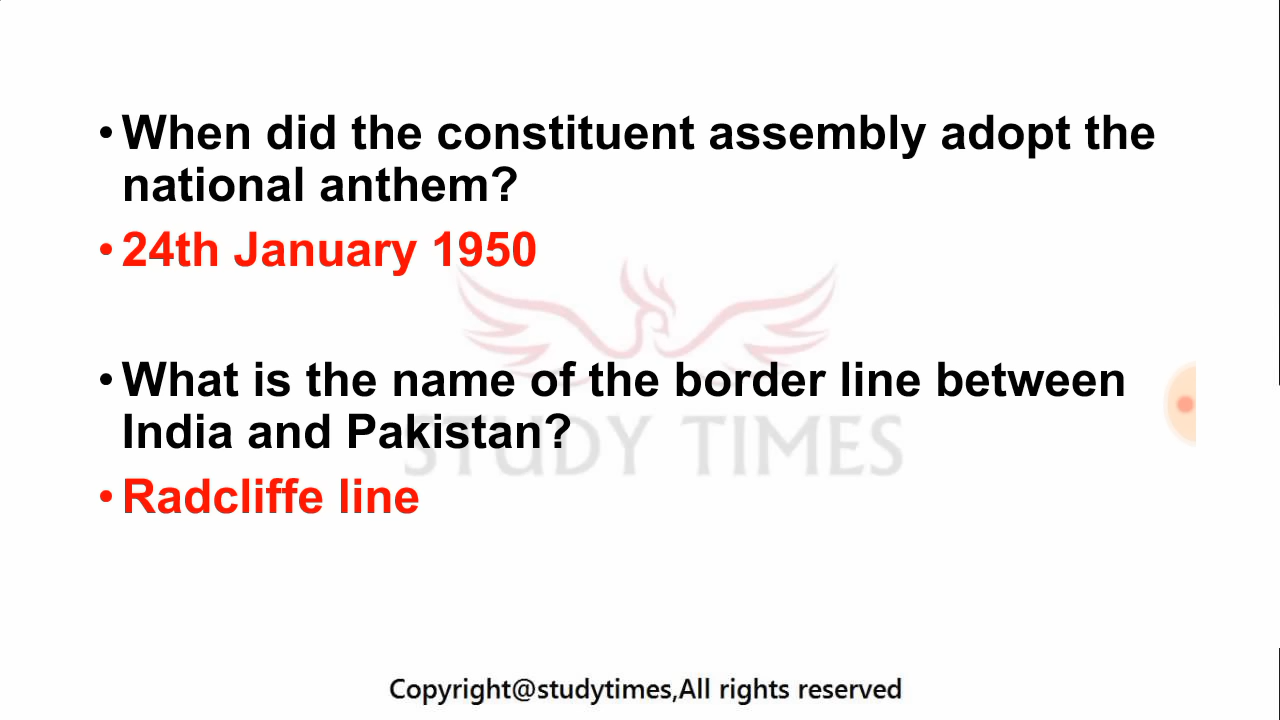 • When did the constituent assembly adopt the
national anthem?
• 24th January 1950
• What is the name of the border line between
India and Pakistan?
• Radcliffe line
STUDY TIMES
Copyright@studytimes,All rights reserved